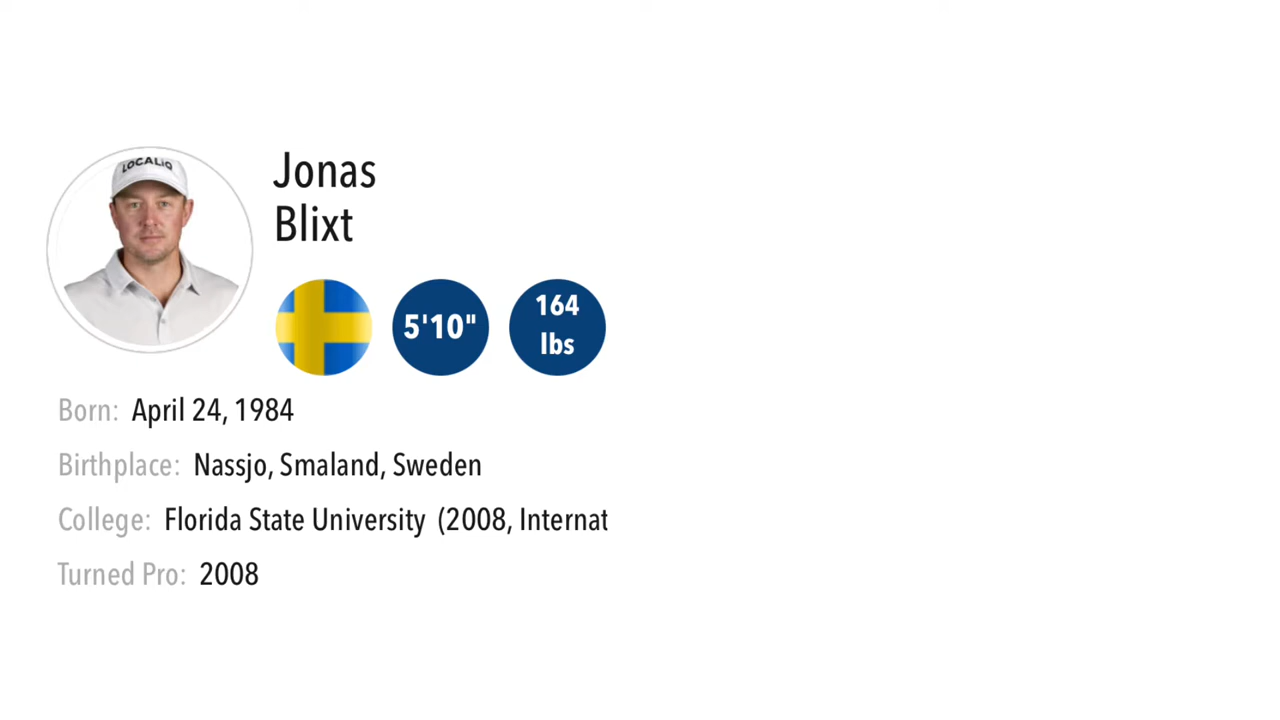 LOCALiQ
Jonas
Blixt
5'10"
164
lbs
Born: April 24, 1984
Birthplace: Nassjo, Smaland, Sweden
College: Florida State University (2008, Internat
Turned Pro: 2008